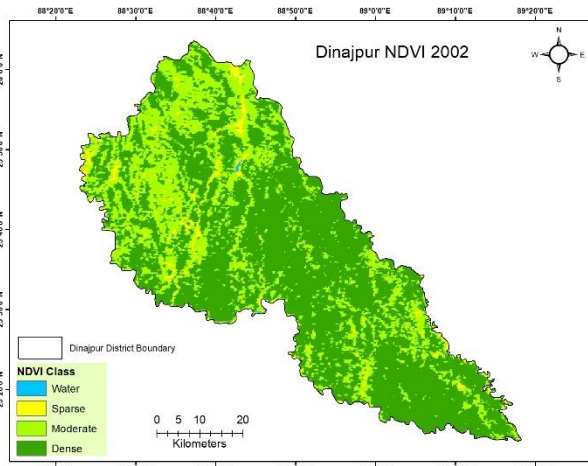 88°20'0"E 88°30'0"E 88°40'0"E 88°50'0"E 89°0'0"E 89°10'0"E 89°20'0"E
Dinajpur NDVI 2002
N
W E
S
Dinajpur District Boundary
NDVI Class
Water
Sparse
Moderate
Dense
0 5 10 20
Kilometers